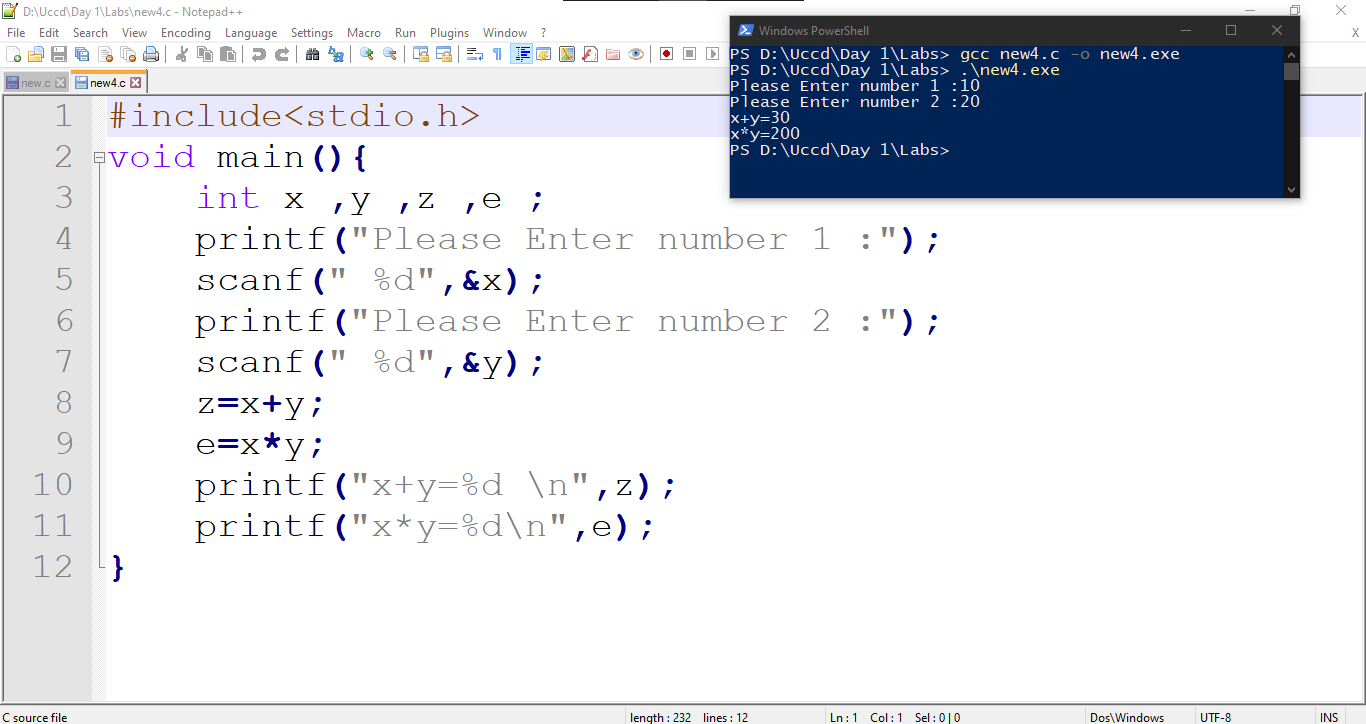 D:\Uccd\Day 1\Labs\new4.c - Notepad++
File Edit Search View Encoding Language Settings Macro Run Plugins Window ?
X
new.c new4.c
1 #include<stdio.h>
2 void main(){
3 int x ,y ,z ,e ;
4 printf("Please Enter number 1 :");
5 scanf(" %d",&x);
6 printf("Please Enter number 2 :");
7 scanf(" %d",&y);
8 z=x+y;
9 e=x*y;
10 printf("x+y=%d \n",z);
11 printf("x*y=%d\n",e);
12 }
Windows PowerShell
PS D:\Uccd\Day 1\Labs> gcc new4.c -o new4.exe
PS D:\Uccd\Day 1\Labs> .\new4.exe
Please Enter number 1 :10
Please Enter number 2 :20
x+y=30
x*y=200
PS D:\Uccd\Day 1\Labs>
C source file length : 232 lines : 12 Ln : 1 Col : 1 Sel : 0 | 0 Dos\Windows UTF-8 INS